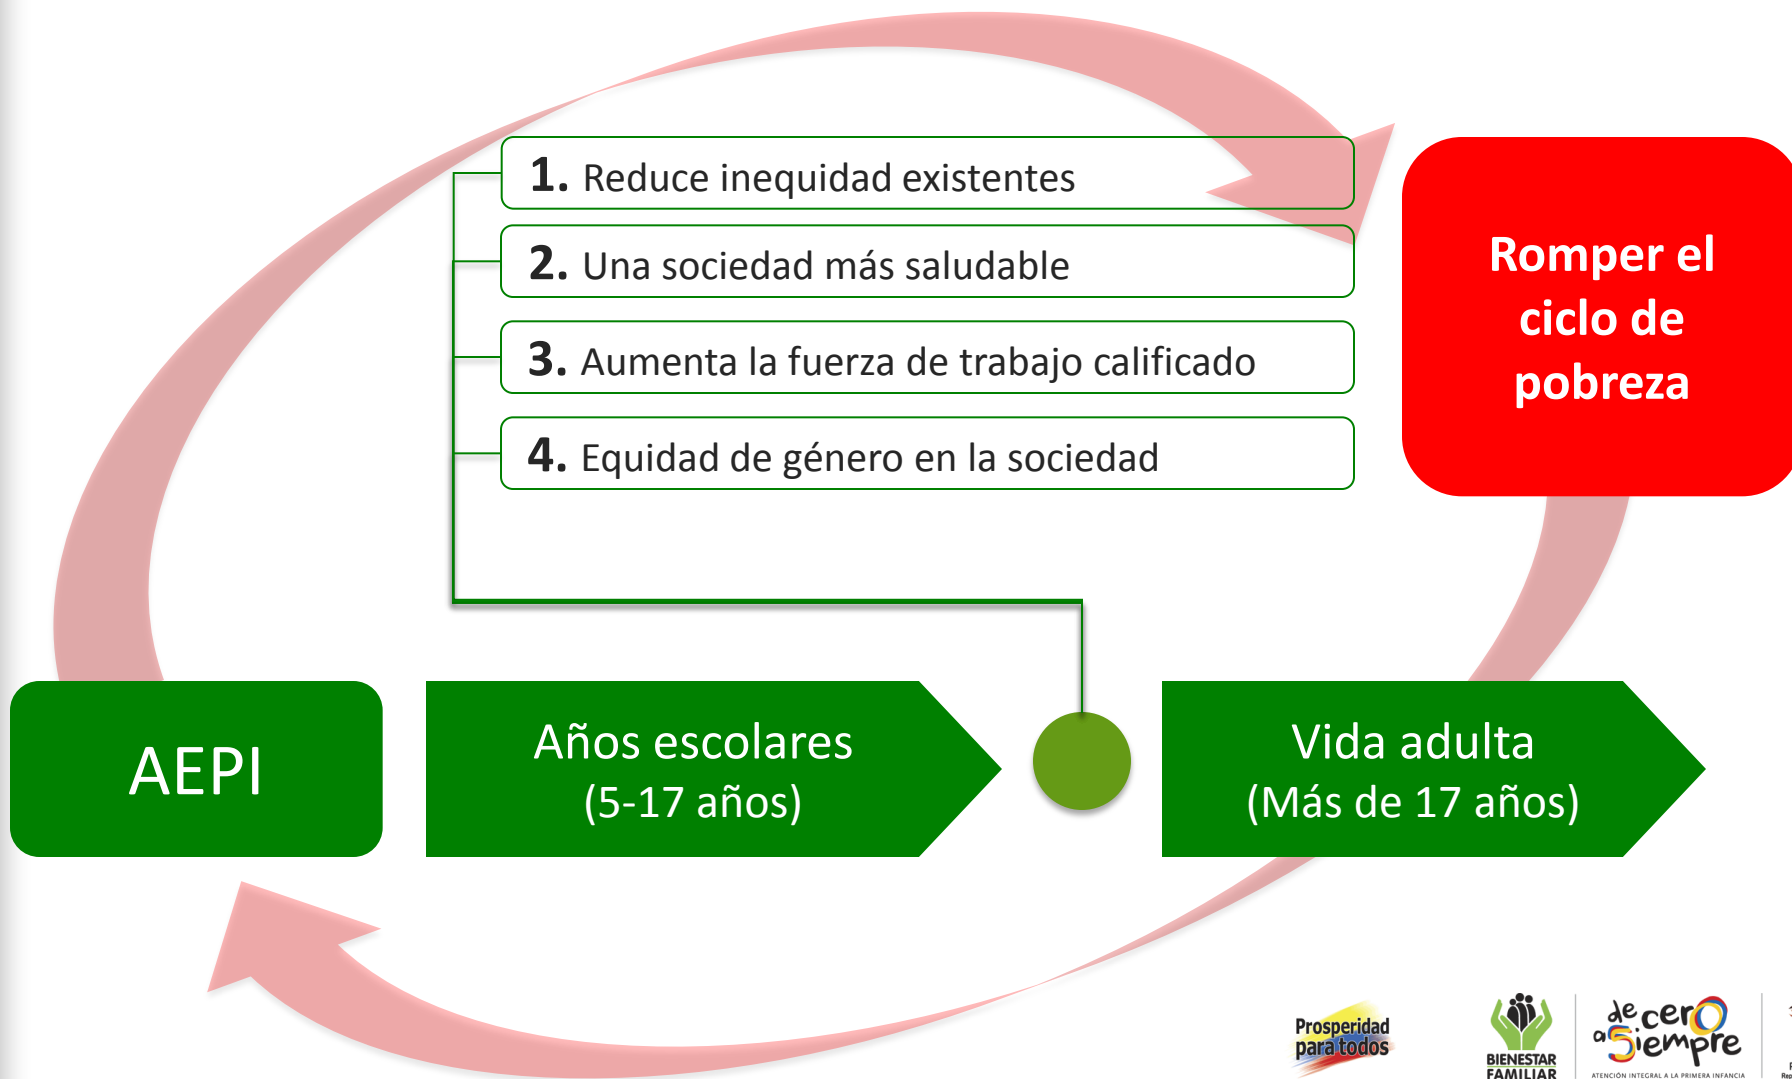 1. Reduce inequidad existentes
2. Una sociedad más saludable
3. Aumenta la fuerza de trabajo calificado
4. Equidad de género en la sociedad
Romper el
ciclo de
pobreza
AEPI
Años escolares
(5-17 años)
Vida adulta
(Más de 17 años)
Prosperidad
para todos
BIENESTAR
FAMILIAR
de cero
a 5iempre
ATENCIÓN INTEGRAL A LA PRIMERA INFANCIA